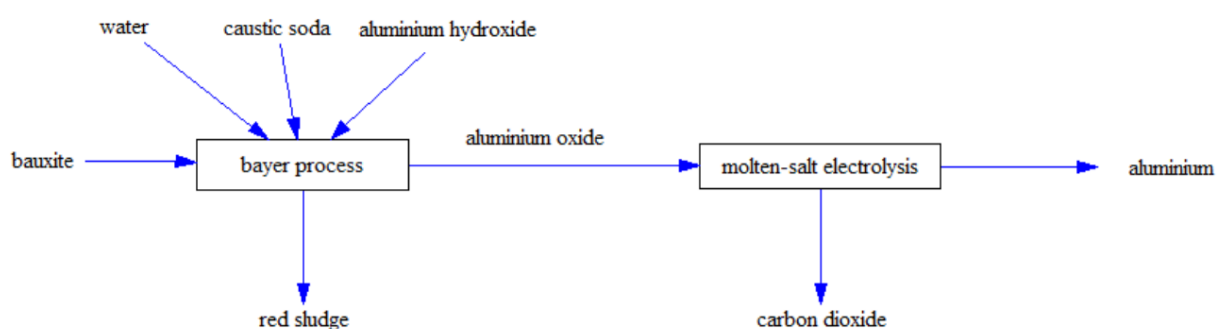 water
caustic soda
aluminium hydroxide
bauxite
bayer process
aluminium oxide
molten-salt electrolysis
aluminium
red sludge
carbon dioxide